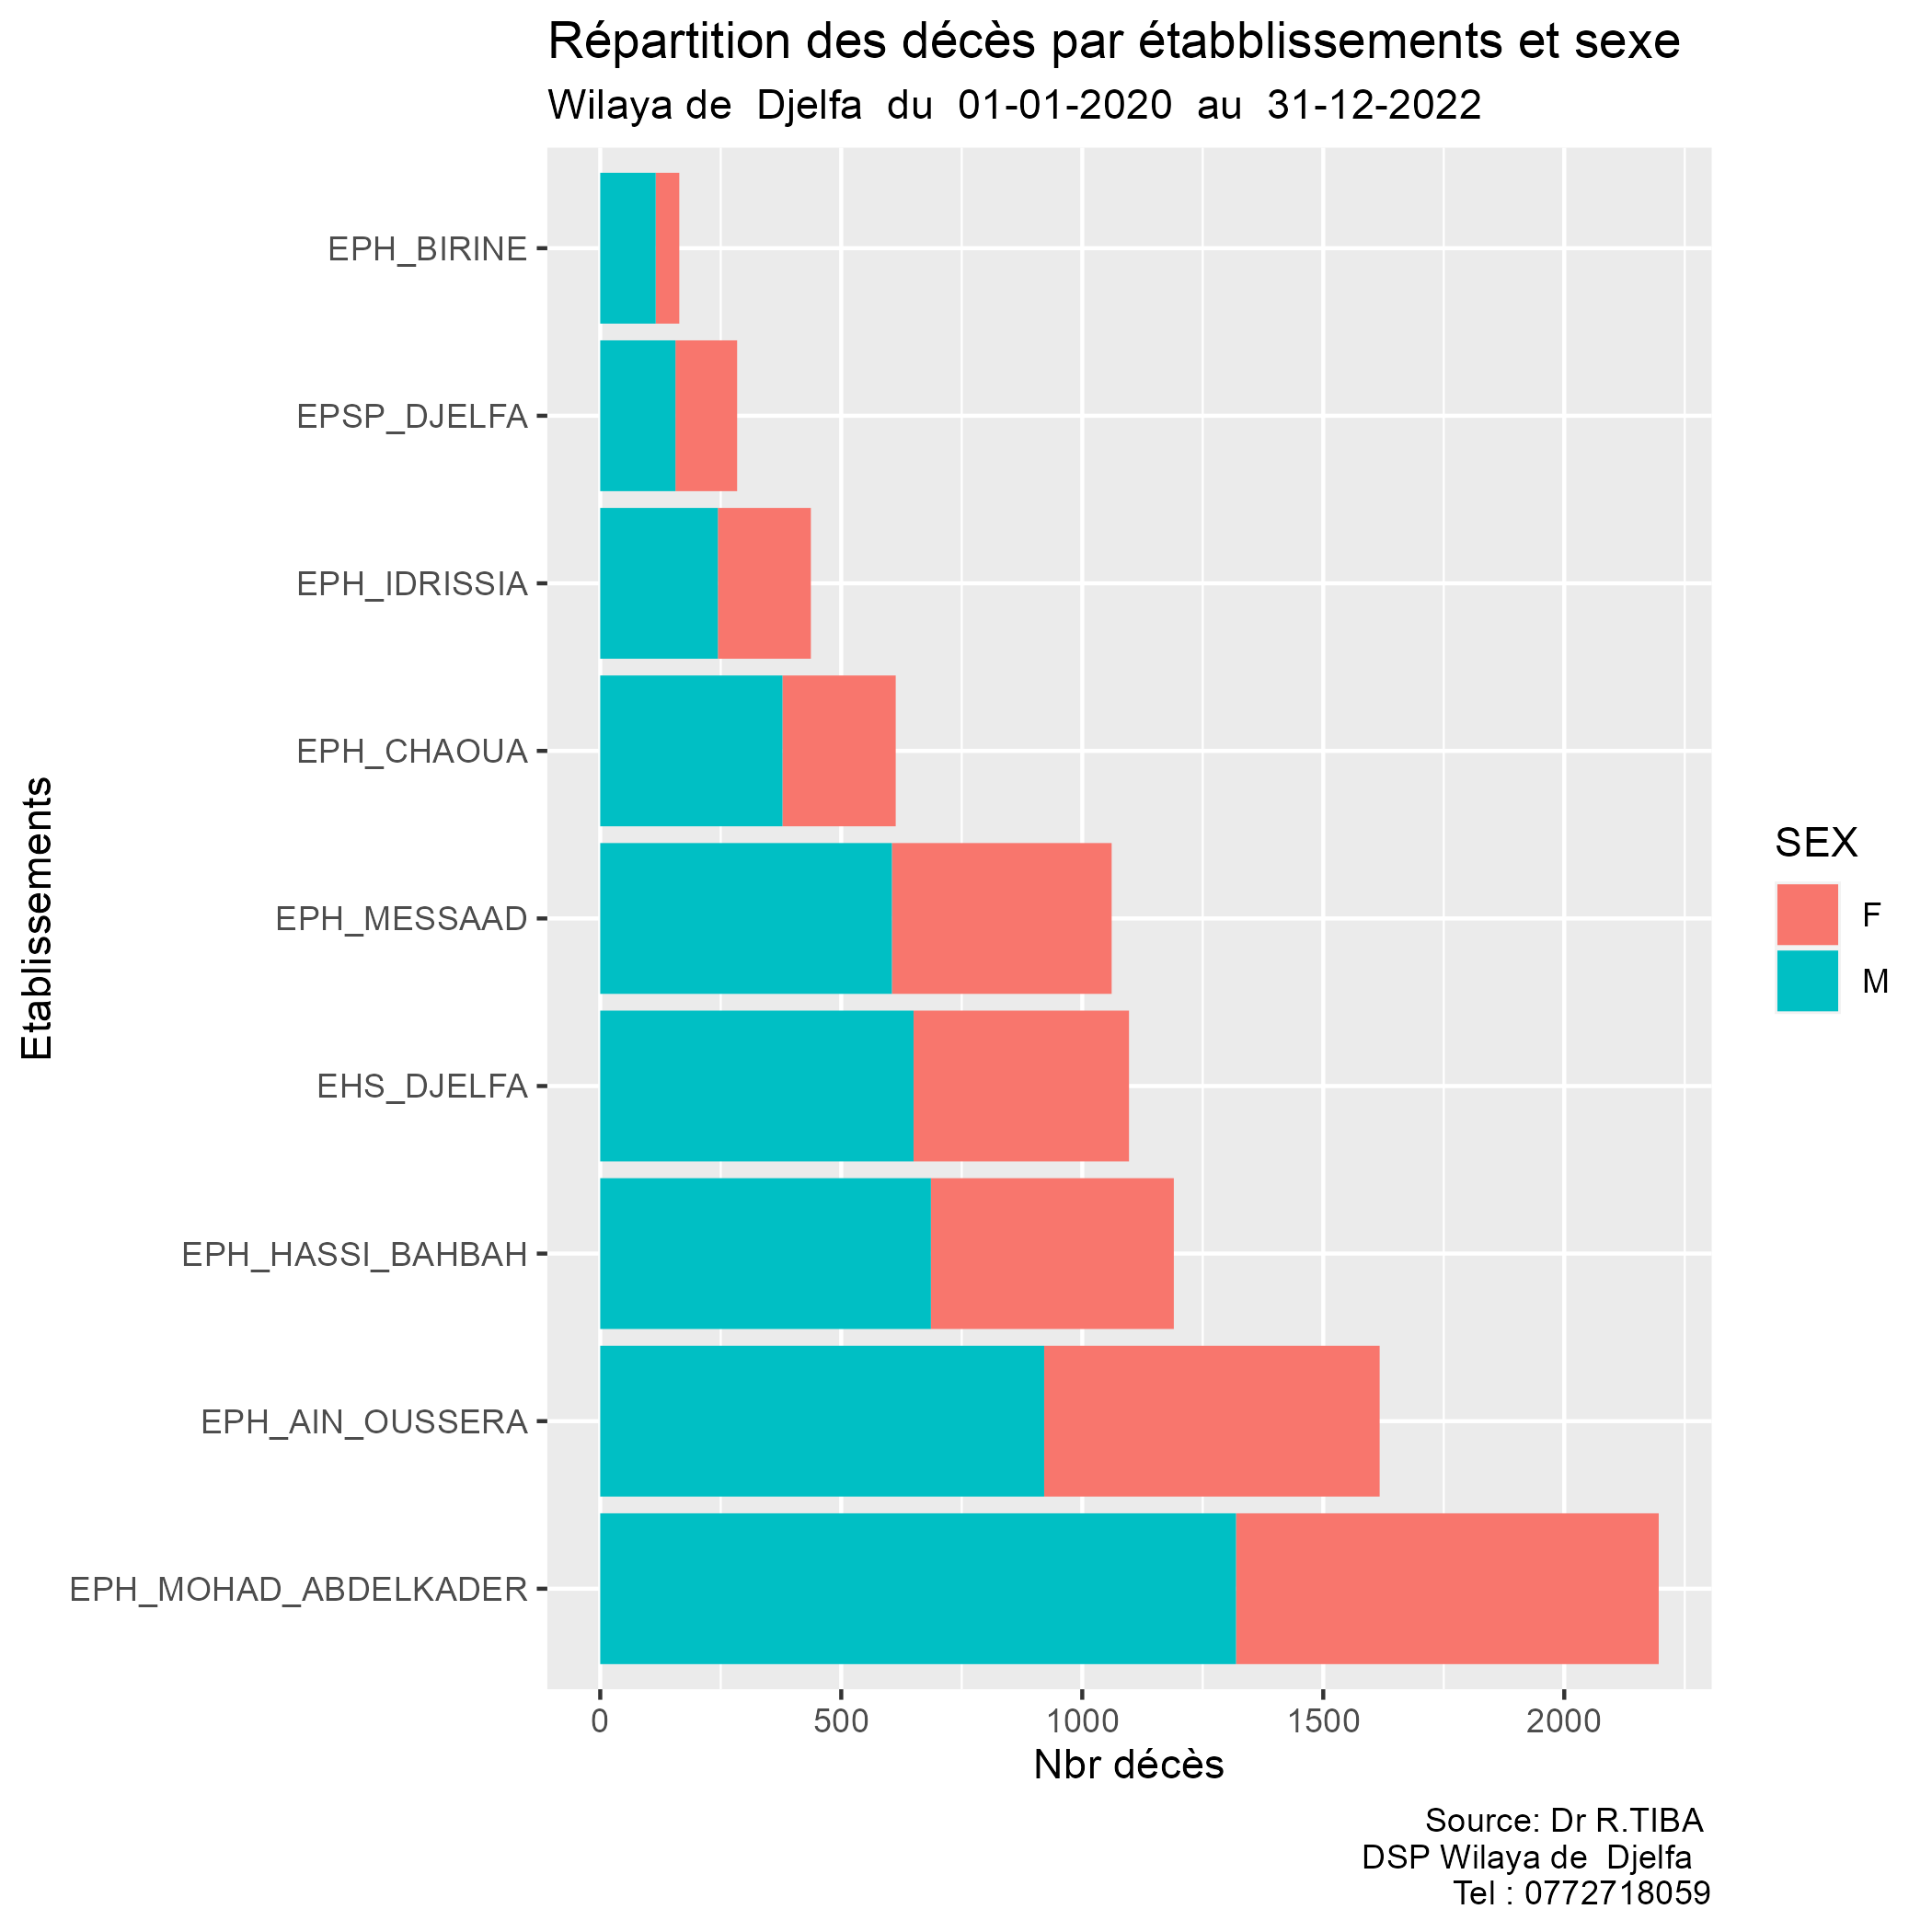 Répartition des décès par étabblissements et sexe
Wilaya de  Djelfa  du  01-01-2020  au  31-12-2022
EPH_BIRINE
EPSP_DJELFA
EPH_IDRISSIA
EPH_CHAOUA
EPH_MESSAAD
EHS_DJELFA
EPH_HASSI_BAHBAH
EPH_AIN_OUSSERA
EPH_MOHAD_ABDELKADER
Etablissements
0 500 1000 1500 2000
Nbr décès
SEX
F
M
Source: Dr R.TIBA
DSP Wilaya de  Djelfa
Tel : 0772718059